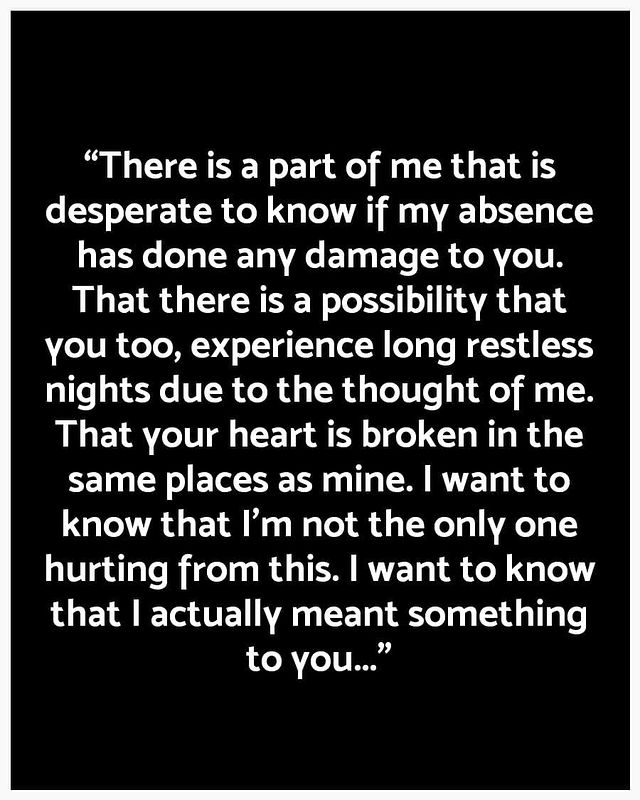 “There is a part of me that is
desperate to know if my absence
has done any damage to you.
That there is a possibility that
you too, experience long restless
nights due to the thought of me.
That your heart is broken in the
same places as mine. I want to
know that I’m not the only one
hurting from this. I want to know
that I actually meant something
to you...”